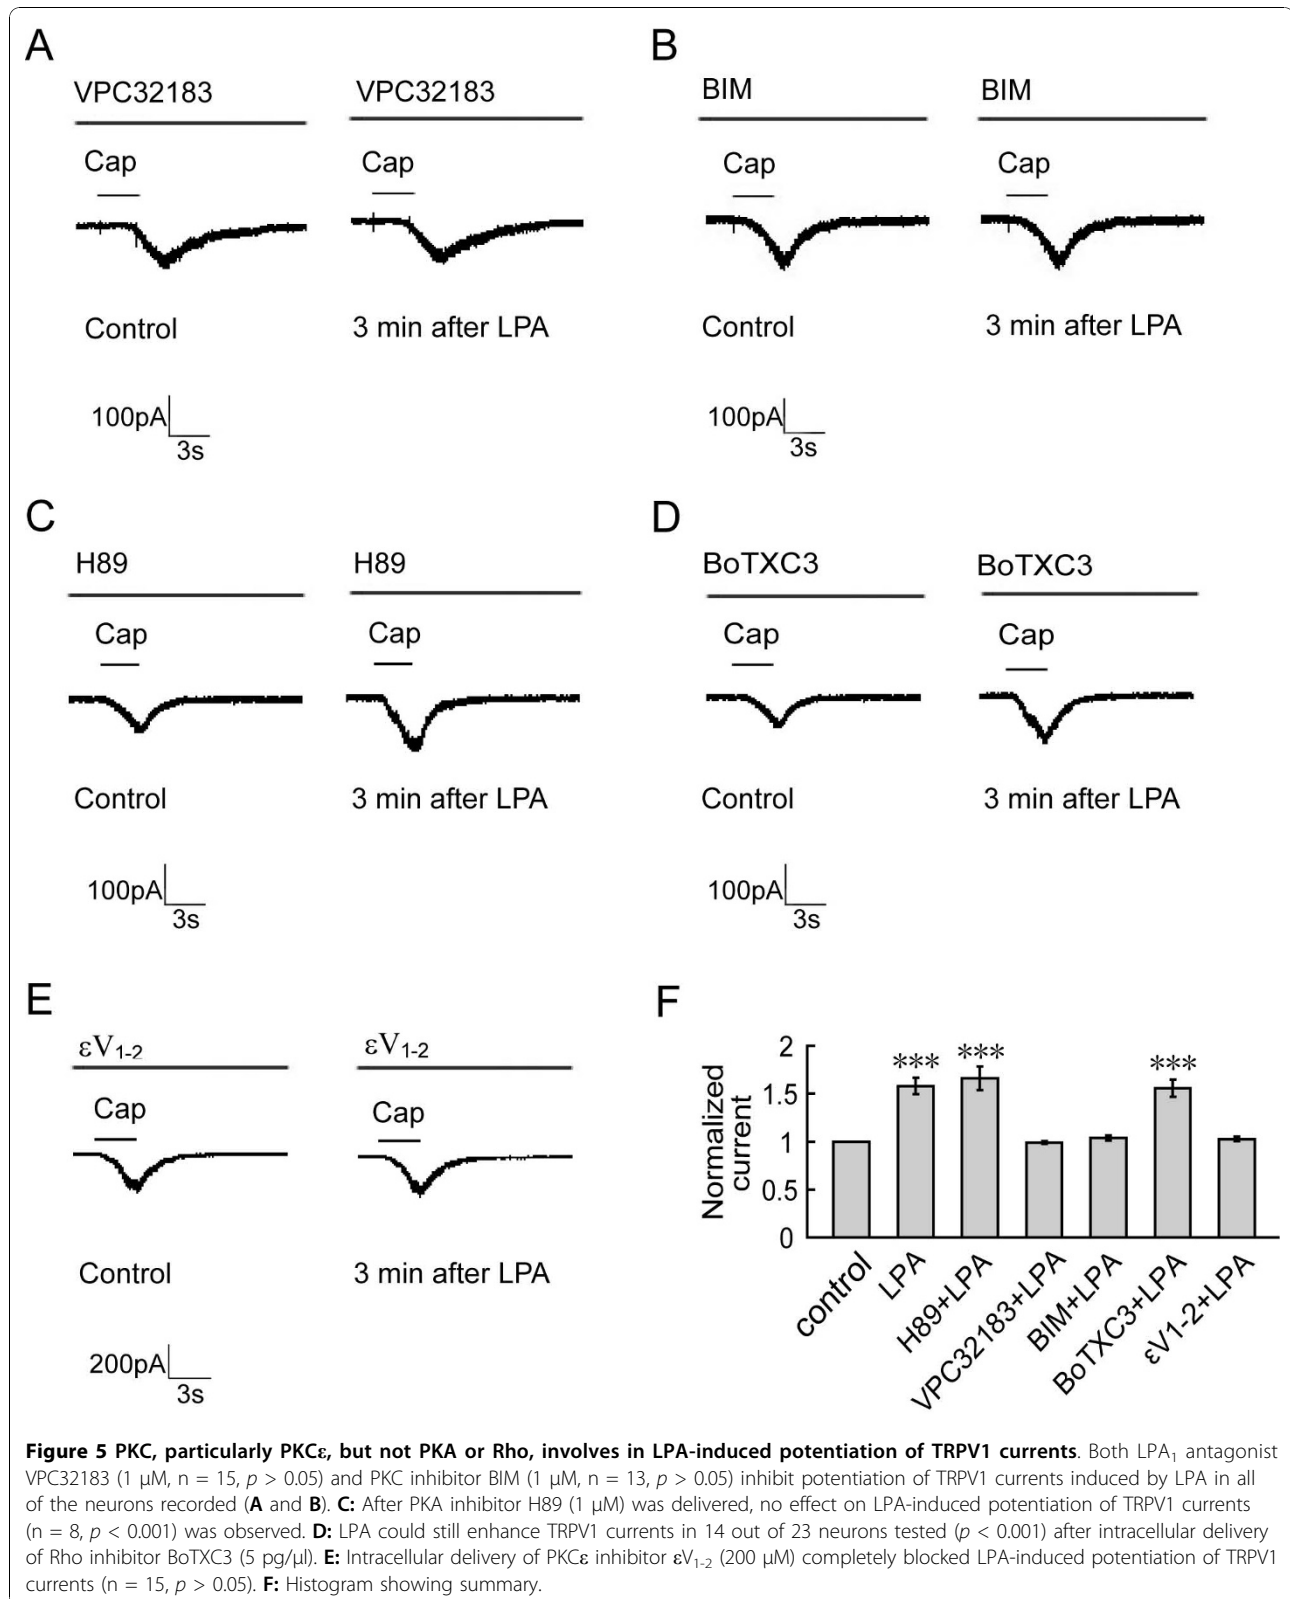 A
VPC32183 VPC32183
Cap Cap
Control 3 min after LPA
100pA
3s
B
BIM BIM
Cap Cap
Control 3 min after LPA
100pA
3s
C
H89 H89
Cap Cap
Control 3 min after LPA
100pA
3s
D
BoTXC3 BoTXC3
Cap Cap
Control 3 min after LPA
100pA
3s
E
εV1-2 εV1-2
Cap Cap
Control 3 min after LPA
200pA
3s
F
Normalized
current
2
1.5
1
0.5
0
*** *** ***
control
LPA
H89+LPA
VPC32183+LPA
BIM+LPA
BoTXC3+LPA
εV1-2+LPA
Figure 5 PKC, particularly PKCε, but not PKA or Rho, involves in LPA-induced potentiation of TRPV1 currents. Both LPA1 antagonist
VPC32183 (1 μM, n = 15, p > 0.05) and PKC inhibitor BIM (1 μM, n = 13, p > 0.05) inhibit potentiation of TRPV1 currents induced by LPA in all
of the neurons recorded (A and B). C: After PKA inhibitor H89 (1 μM) was delivered, no effect on LPA-induced potentiation of TRPV1 currents
(n = 8, p < 0.001) was observed. D: LPA could still enhance TRPV1 currents in 14 out of 23 neurons tested (p < 0.001) after intracellular delivery
of Rho inhibitor BoTXC3 (5 pg/μl). E: Intracellular delivery of PKCε inhibitor εV1-2 (200 μM) completely blocked LPA-induced potentiation of TRPV1
currents (n = 15, p > 0.05). F: Histogram showing summary.